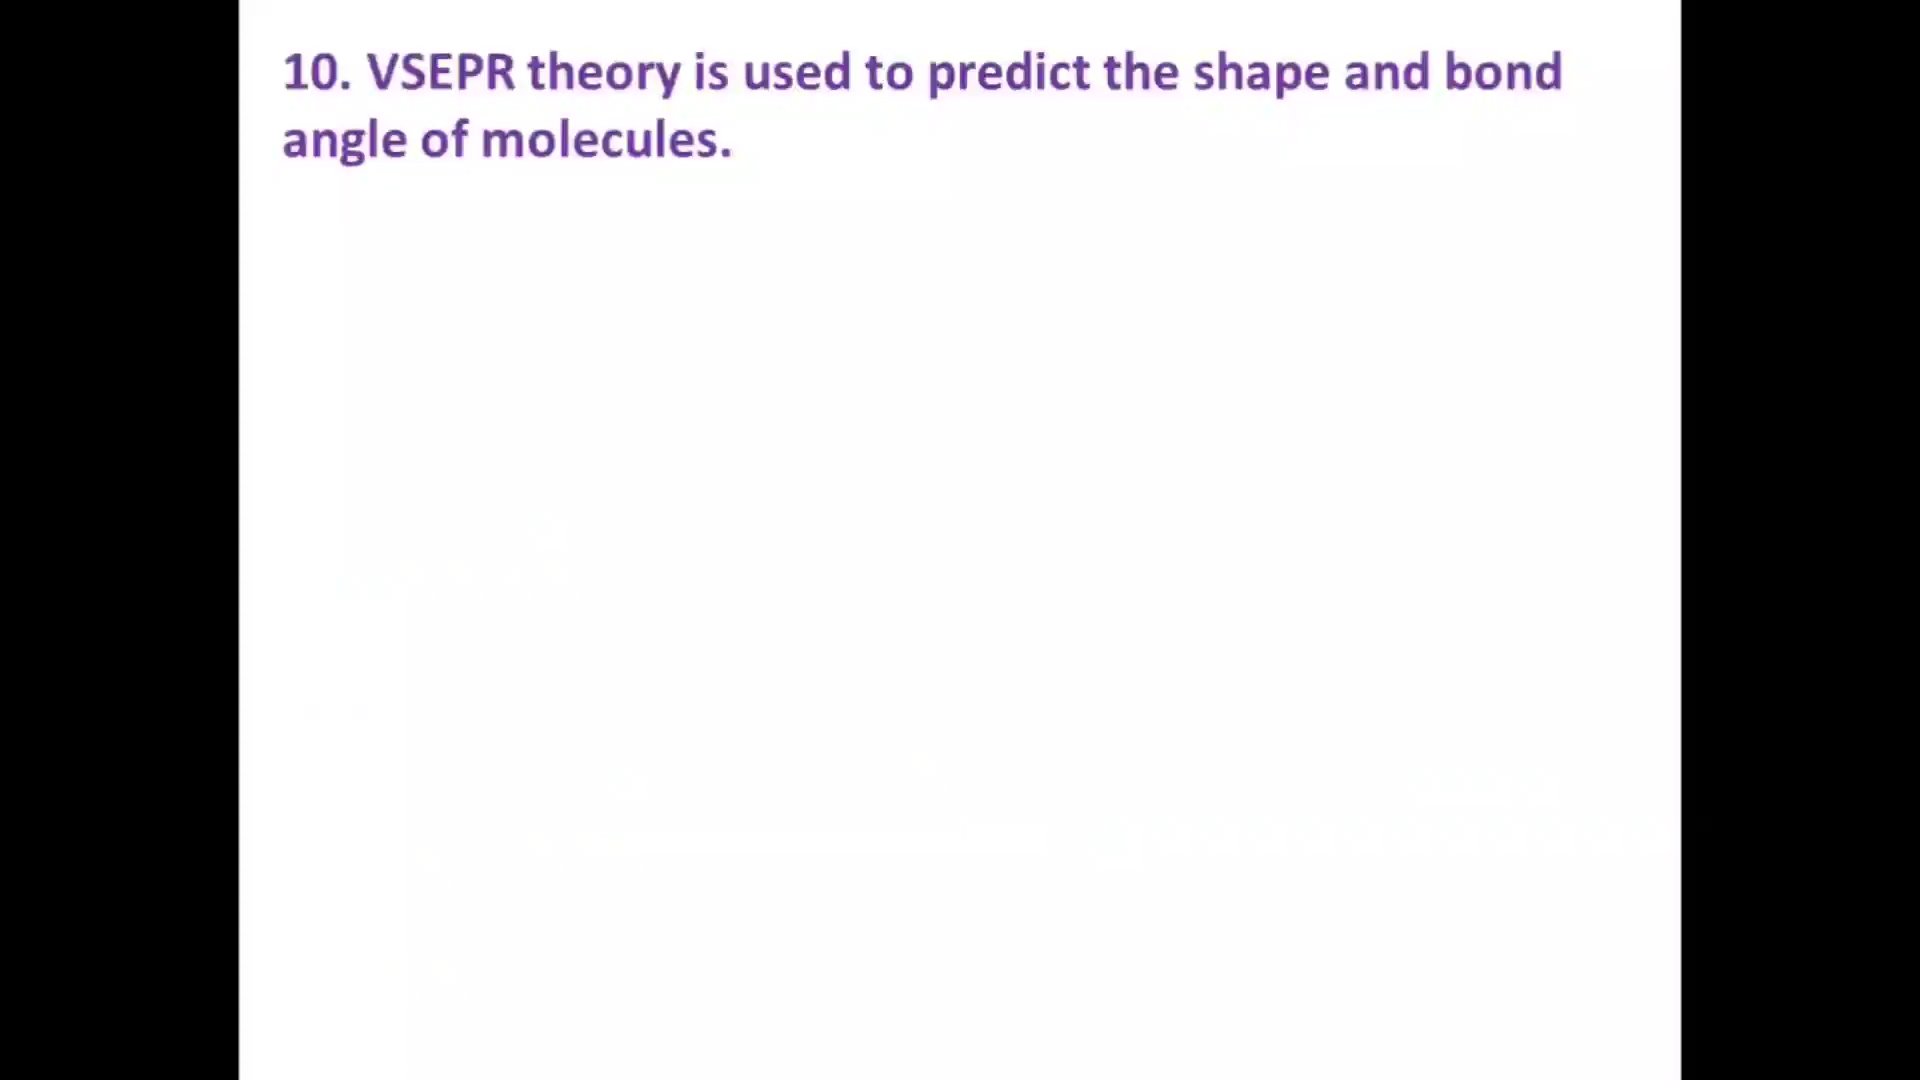 10. VSEPR theory is used to predict the shape and bond
angle of molecules.